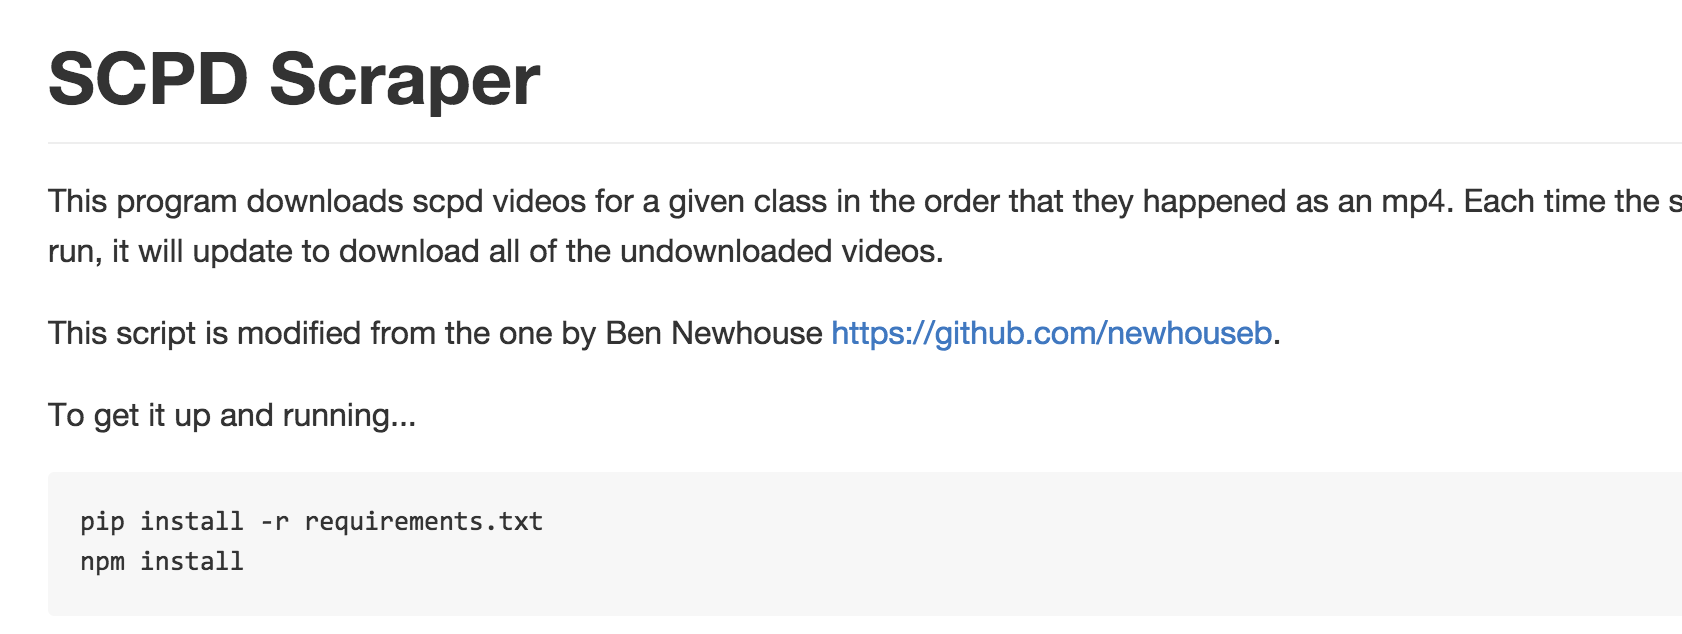 SCPD Scraper
This program downloads scpd videos for a given class in the order that they happened as an mp4. Each time the
run, it will update to download all of the undownloaded videos.
This script is modified from the one by Ben Newhouse https://github.com/newhouseb.
To get it up and running...
pip install -r requirements.txt
npm install